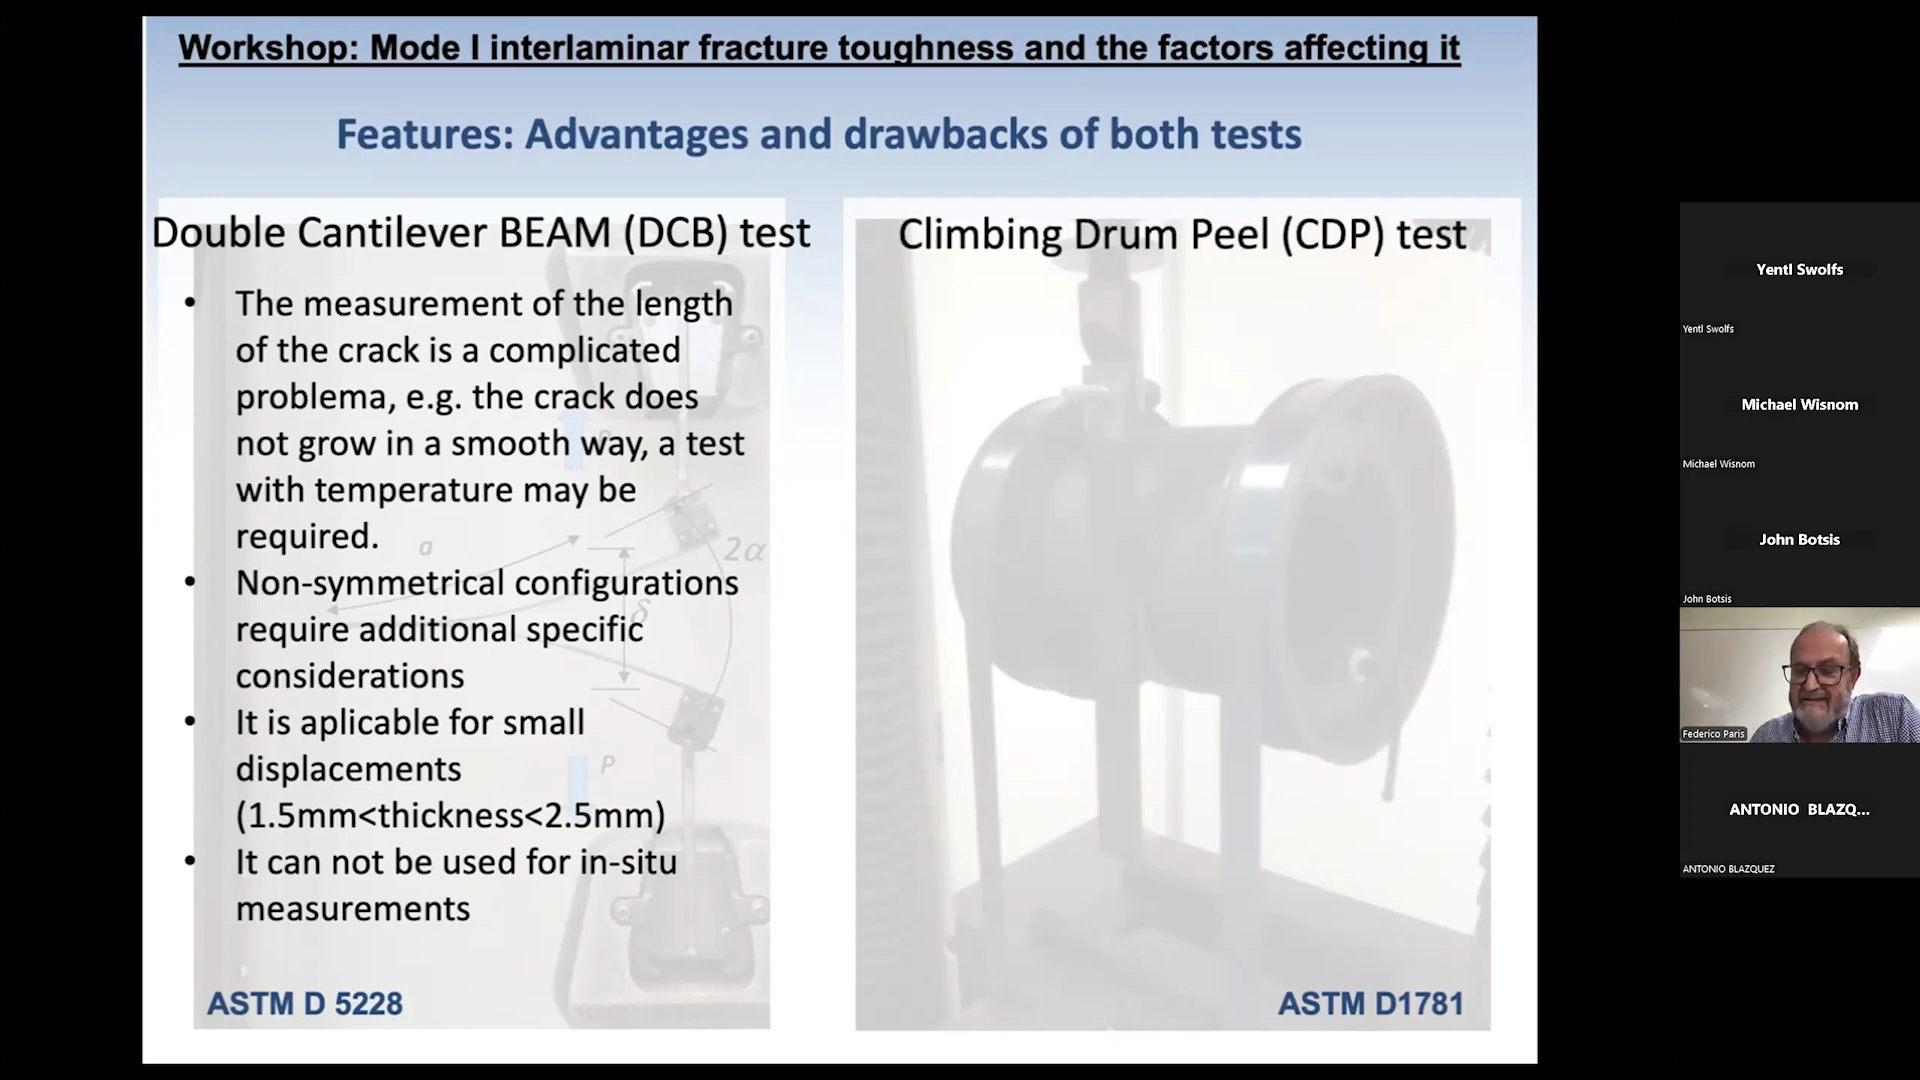 Workshop: Mode I interlaminar fracture toughness and the factors affecting it
Features: Advantages and drawbacks of both tests
Double Cantilever BEAM (DCB) test
• The measurement of the length
of the crack is a complicated
problema, e.g. the crack does
not grow in a smooth way, a test
with temperature may be
required.
• Non-symmetrical configurations
require additional specific
considerations
• It is aplicable for small
displacements
(1.5mm<thickness<2.5mm)
• It can not be used for in-situ
measurements
a
2α
δ
P
ASTM D 5228
Climbing Drum Peel (CDP) test
ASTM D1781
Yentl Swolfs
Yentl Swolfs
Michael Wisnom
Michael Wisnom
John Botsis
John Botsis
Federico Paris
ANTONIO BLAZQ...
ANTONIO BLAZQUEZ